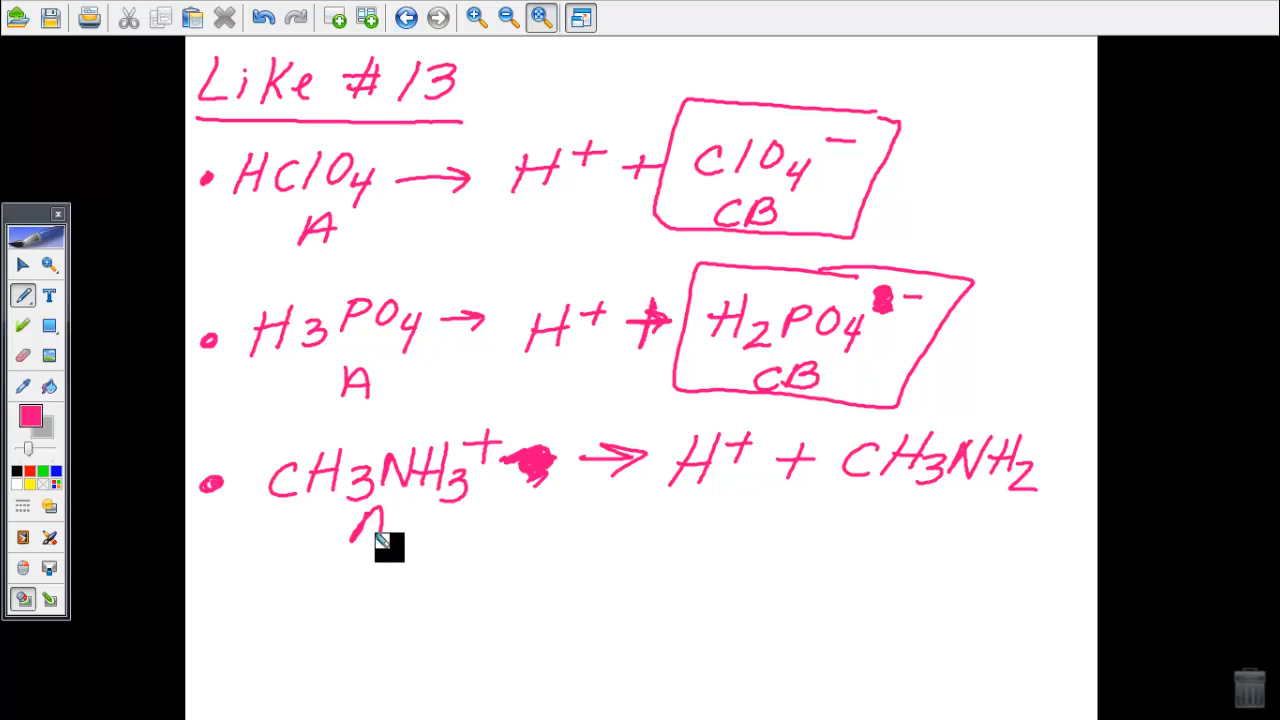 Like #13
• HClO4 → H+ + ClO4−
A CB
• H3PO4 → H+ + H2PO4−
A CB
• CH3NH3+ → H+ + CH3NH2